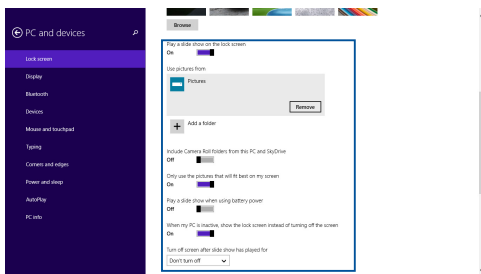 Browse
PC and devices
Play a slide show on the lock screen
On
Lock screen
Display
Bluetooth
Devices
Mouse and touchpad
Typing
Corners and edges
Power and sleep
AutoPlay
PC info
Use pictures from
Pictures
Remove
Add a folder
Include Camera Roll folders from this PC and SkyDrive
Off
Only use the pictures that will fit best on my screen
On
Play a slide show when using battery power
Off
When my PC is inactive, show the lock screen instead of turning off the screen
On
Turn off screen after slide show has played for
Don't turn off